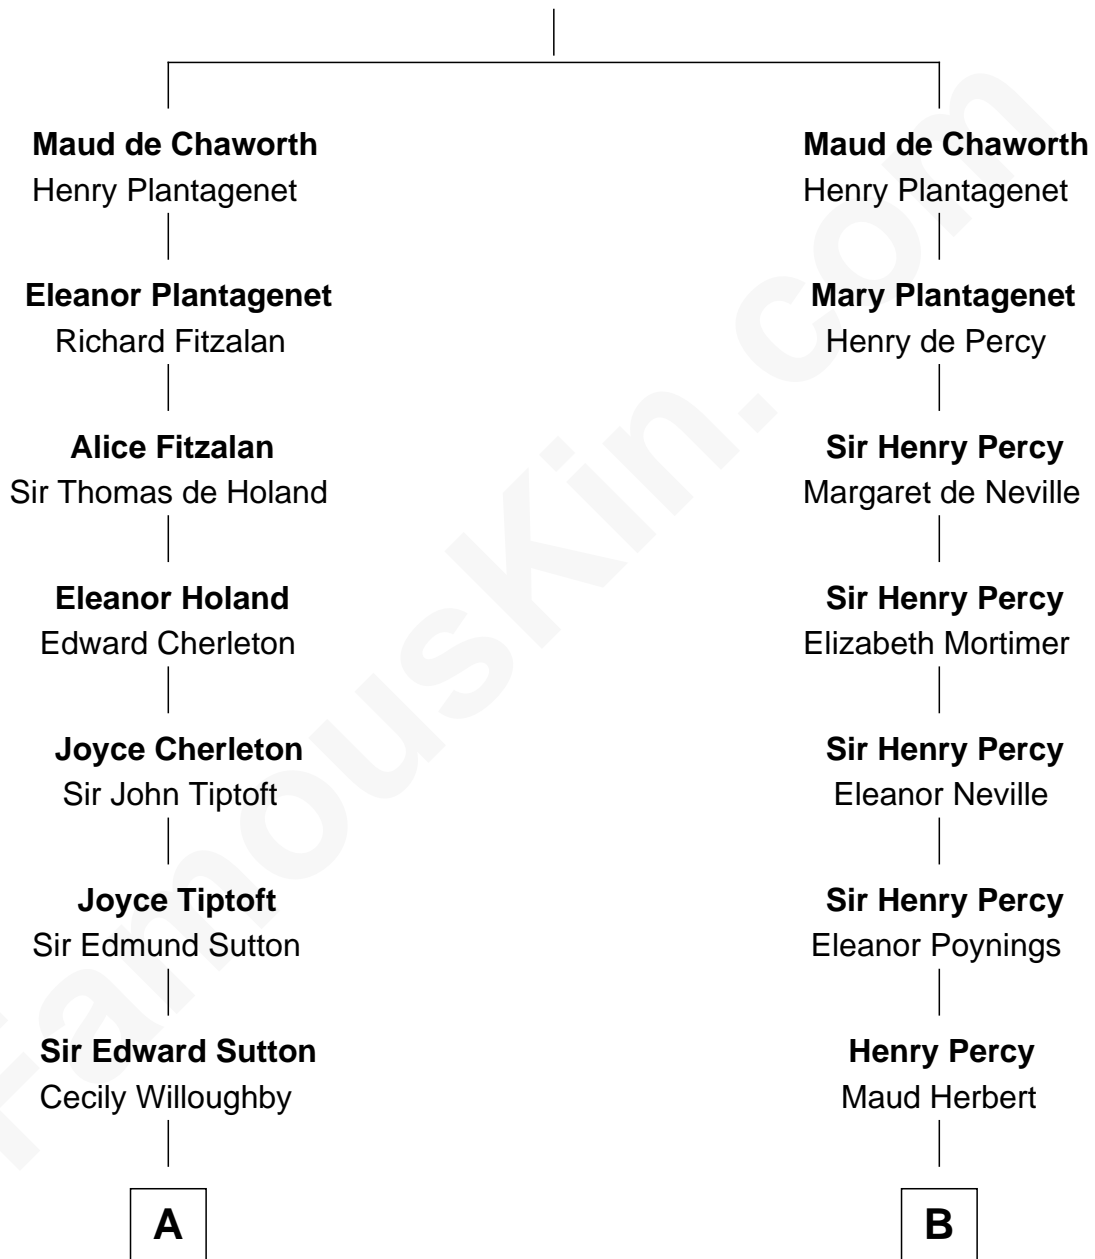 Maud de Chaworth
Henry Plantagenet
Eleanor Plantagenet
Richard Fitzalan
Alice Fitzalan
Sir Thomas de Holand
Eleanor Holand
Edward Cherleton
Joyce Cherleton
Sir John Tiptoft
Joyce Tiptoft
Sir Edmund Sutton
Sir Edward Sutton
Cecily Willoughby
A
Maud de Chaworth
Henry Plantagenet
Mary Plantagenet
Henry de Percy
Sir Henry Percy
Margaret de Neville
Sir Henry Percy
Elizabeth Mortimer
Sir Henry Percy
Eleanor Neville
Sir Henry Percy
Eleanor Poynings
Henry Percy
Maud Herbert
B
FamousKin.com